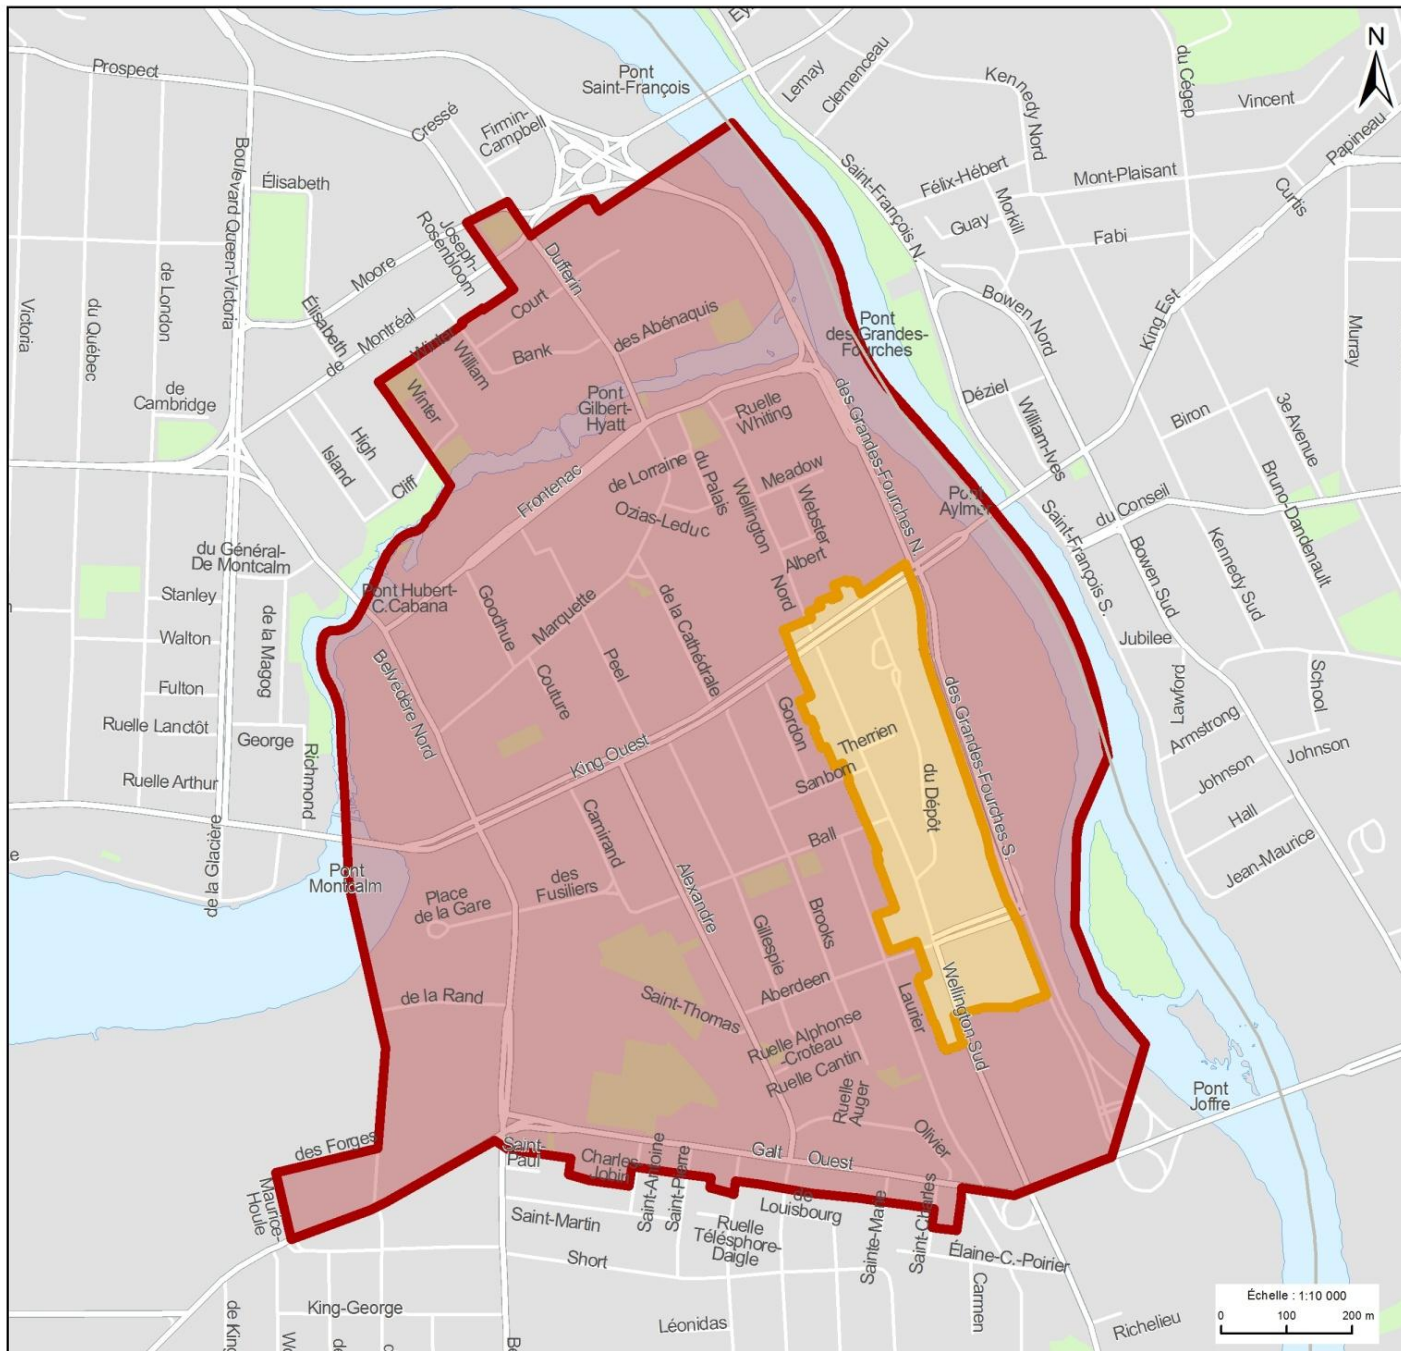 Pont
Saint-François
Lemay
Clemenceau
Kennedy Nord
du Cégep
N
Prospect
Vincent
Cressé
Firmin-
Campbell
Papineau
Boulevard Queen-Victoria
Élisabeth
Saint-François N
Félix-Hébert
Mont-Plaisant
Curtis
Joseph-
Rosenbloom
Morkill
Guay
Fabi
Dufferin
Moore
de London
Victoria
du Québec
Élisabeth
de Montréal
Court
des Abénaquis
Bowen Nord
King Est
Murray
Pont
des Grandes-
Fourches
Winter
William
Bank
de
Cambridge
Winter
Pont
Gilbert-
Hyatt
Ruelle
Whiting
des Grandes-Fourches N.
Déziel
William-Ives
Biron
3e Avenue
High
Island
Cliff
Frontenac
de Lorraine
du Palais
Wellington
Nord
Meadow
Webster
Ozias-Leduc
Albert
Pont
Aylmer
du Conseil
Bruno-Dandenault
Saint-François S.
Bowen Sud
Kennedy Sud
du Général-
De Montcalm
Stanley
Walton
Fulton
Ruelle Lanctôt
George
Ruelle Arthur
de la Magog
Richmond
de la Glacière
e
Pont Hubert-
C.Cabana
Goodhue
Marquette
Couture
Peel
de la Cathédrale
Belvédère Nord
King Ouest
Gordon
Therrien
Sanborn
du Dépôt
des Grandes-Fourches S.
Jubilee
Lawford
School
Armstrong
Johnson
Johnson
Hall
Jean-Maurice
Ball
Camirand
Alexandre
Pont
Montcalm
Place
de la Gare
des
Fusiliers
Gillespie
Brooks
Aberdeen
Laurier
Wellington Sud
de la Rand
Saint-Thomas
Ruelle Alphonse
-Croteau
Ruelle Cantin
Ruelle
Auger
Olivier
Pont
Joffre
des Forges
Maurice-
Houle
Saint-
Paul
Charles
Jobin
Saint-Antoine
Saint-Pierre
Galt Ouest
de
Louisbourg
Sainte-Marie
Saint-Charles
Saint-Martin
Ruelle
Télésphore-
Daigle
Short
Élaine-C.-Poirier
Carmen
King-George
Léonidas
Richelieu
Échelle : 1:10 000
0 100 200 m